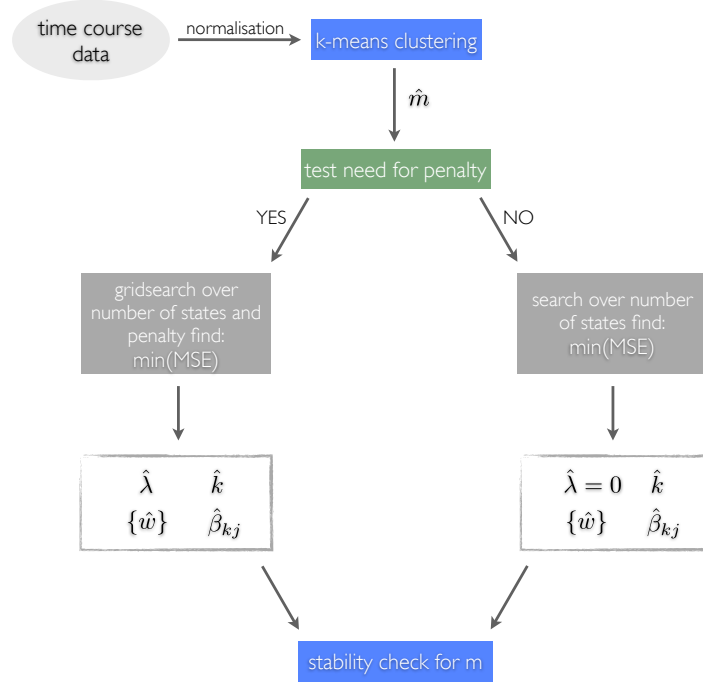 time course
data
normalisation
k-means clustering
m̂
test need for penalty
YES
NO
gridsearch over
number of states and
penalty find:
min(MSE)
search over number
of states find:
min(MSE)
λ̂ k̂
{ŵ} β̂ₖⱼ
λ̂ = 0 k̂
{ŵ} β̂ₖⱼ
stability check for m